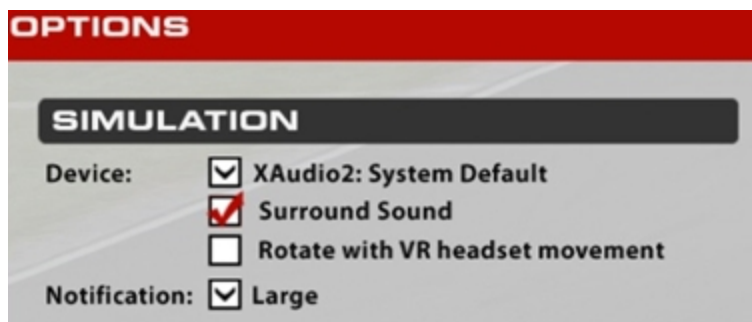 OPTIONS
SIMULATION
Device: XAudio2: System Default
Surround Sound
Rotate with VR headset movement
Notification: Large